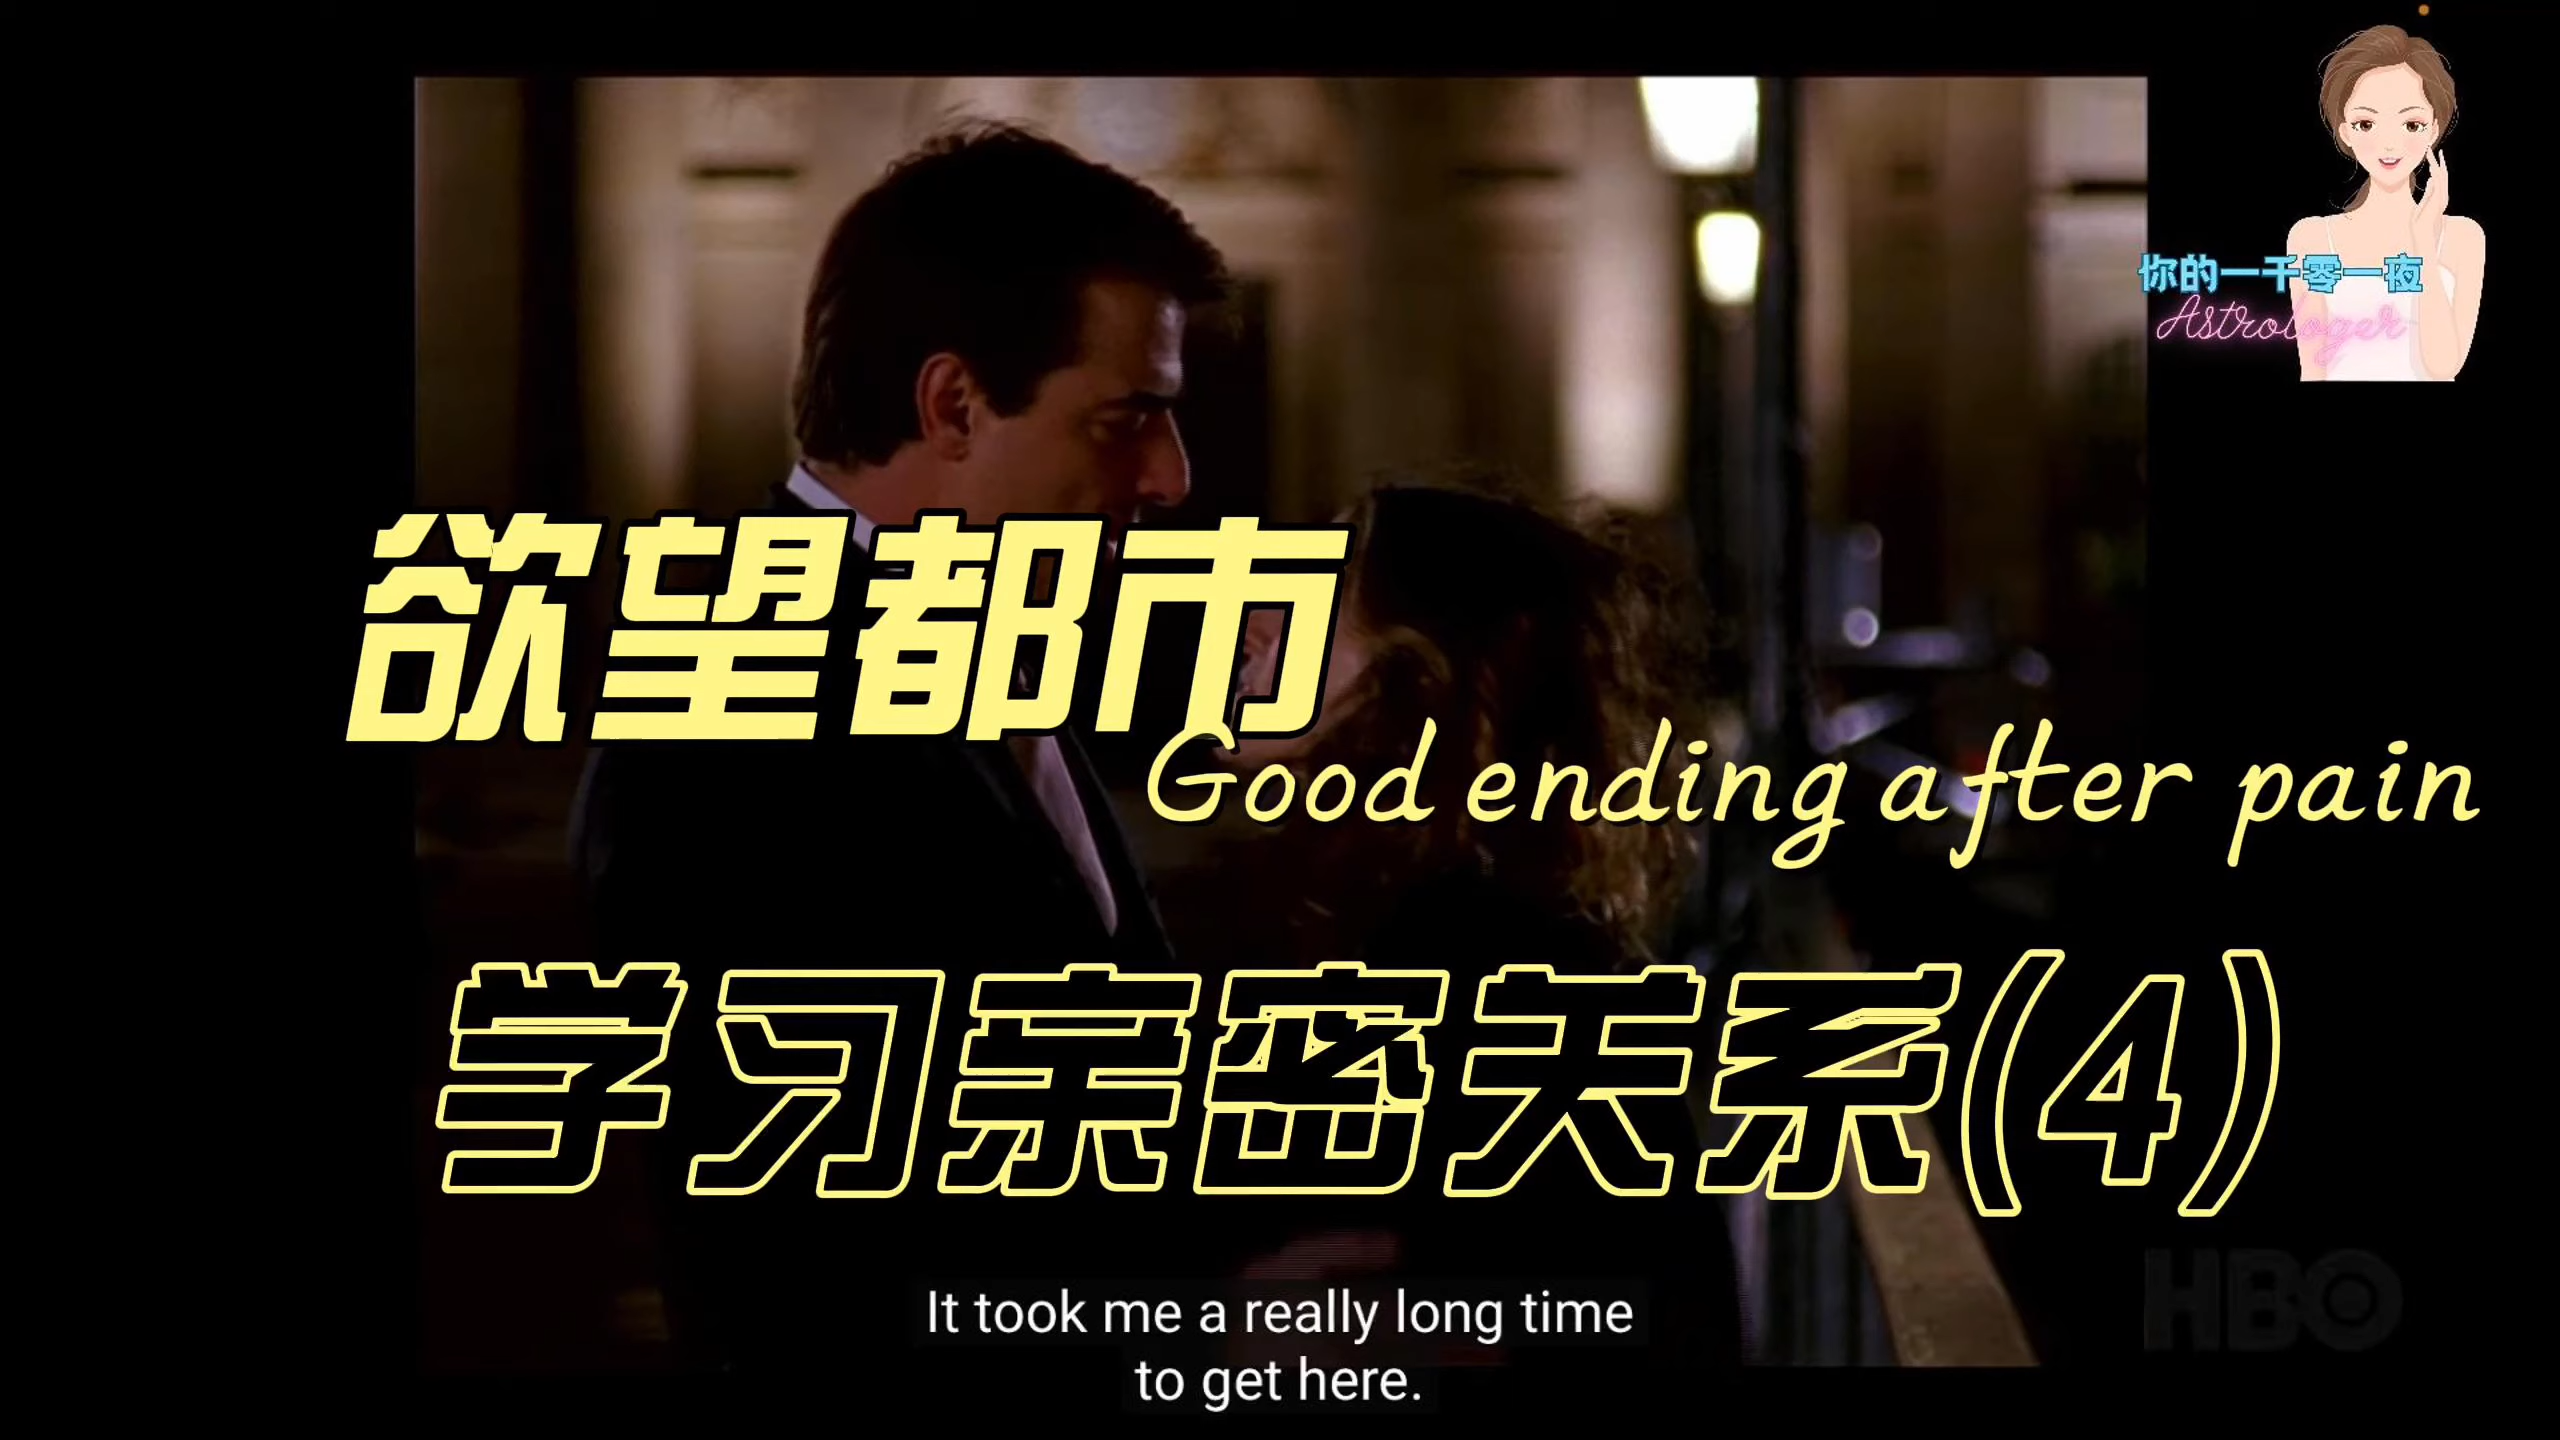 你的一千零一夜
Astrologer
欲望都市
Good ending after pain
学习亲密关系(4)
HBO
It took me a really long time
to get here.